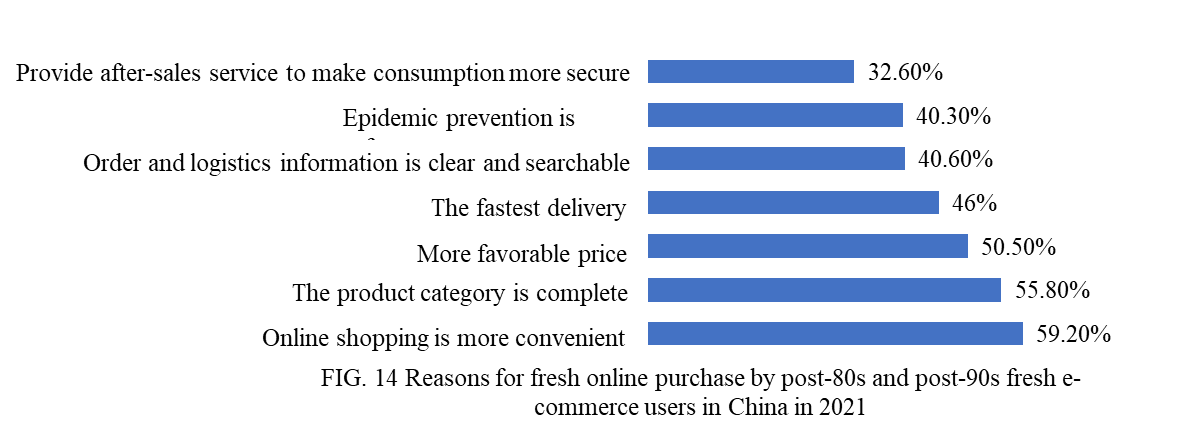 Provide after-sales service to make consumption more secure
32.60%
Epidemic prevention is
40.30%
Order and logistics information is clear and searchable
40.60%
The fastest delivery
46%
More favorable price
50.50%
The product category is complete
55.80%
Online shopping is more convenient
59.20%
FIG. 14 Reasons for fresh online purchase by post-80s and post-90s fresh e-
commerce users in China in 2021